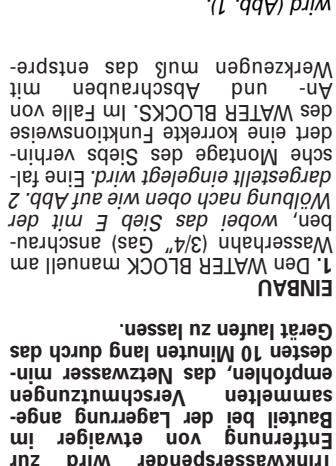 Trinkwasserspender wird zur
Entfernung von etwaiger im
Bauteil bei der Lagerrung ange-
sammelten Verschmutzungen
empfohlen, das Netzwasser min-
desten 10 Minuten lang durch das
Gerät laufen zu lassen.
EINBAU
1. Den WATER BLOCK manuell am
Wasserhahn (3/4" Gas) anschrau-
ben, wobei das Sieb E mit der
Wölbung nach oben wie auf Abb. 2
dargestellt eingelegt wird. Eine fal-
sche Montage des Siebs verhin-
dert eine korrekte Funktionsweise
des WATER BLOCKS. Im Falle von
An- und Abschrauben mit
Werkzeugen muß das entspre-
wird (Abb. 1).